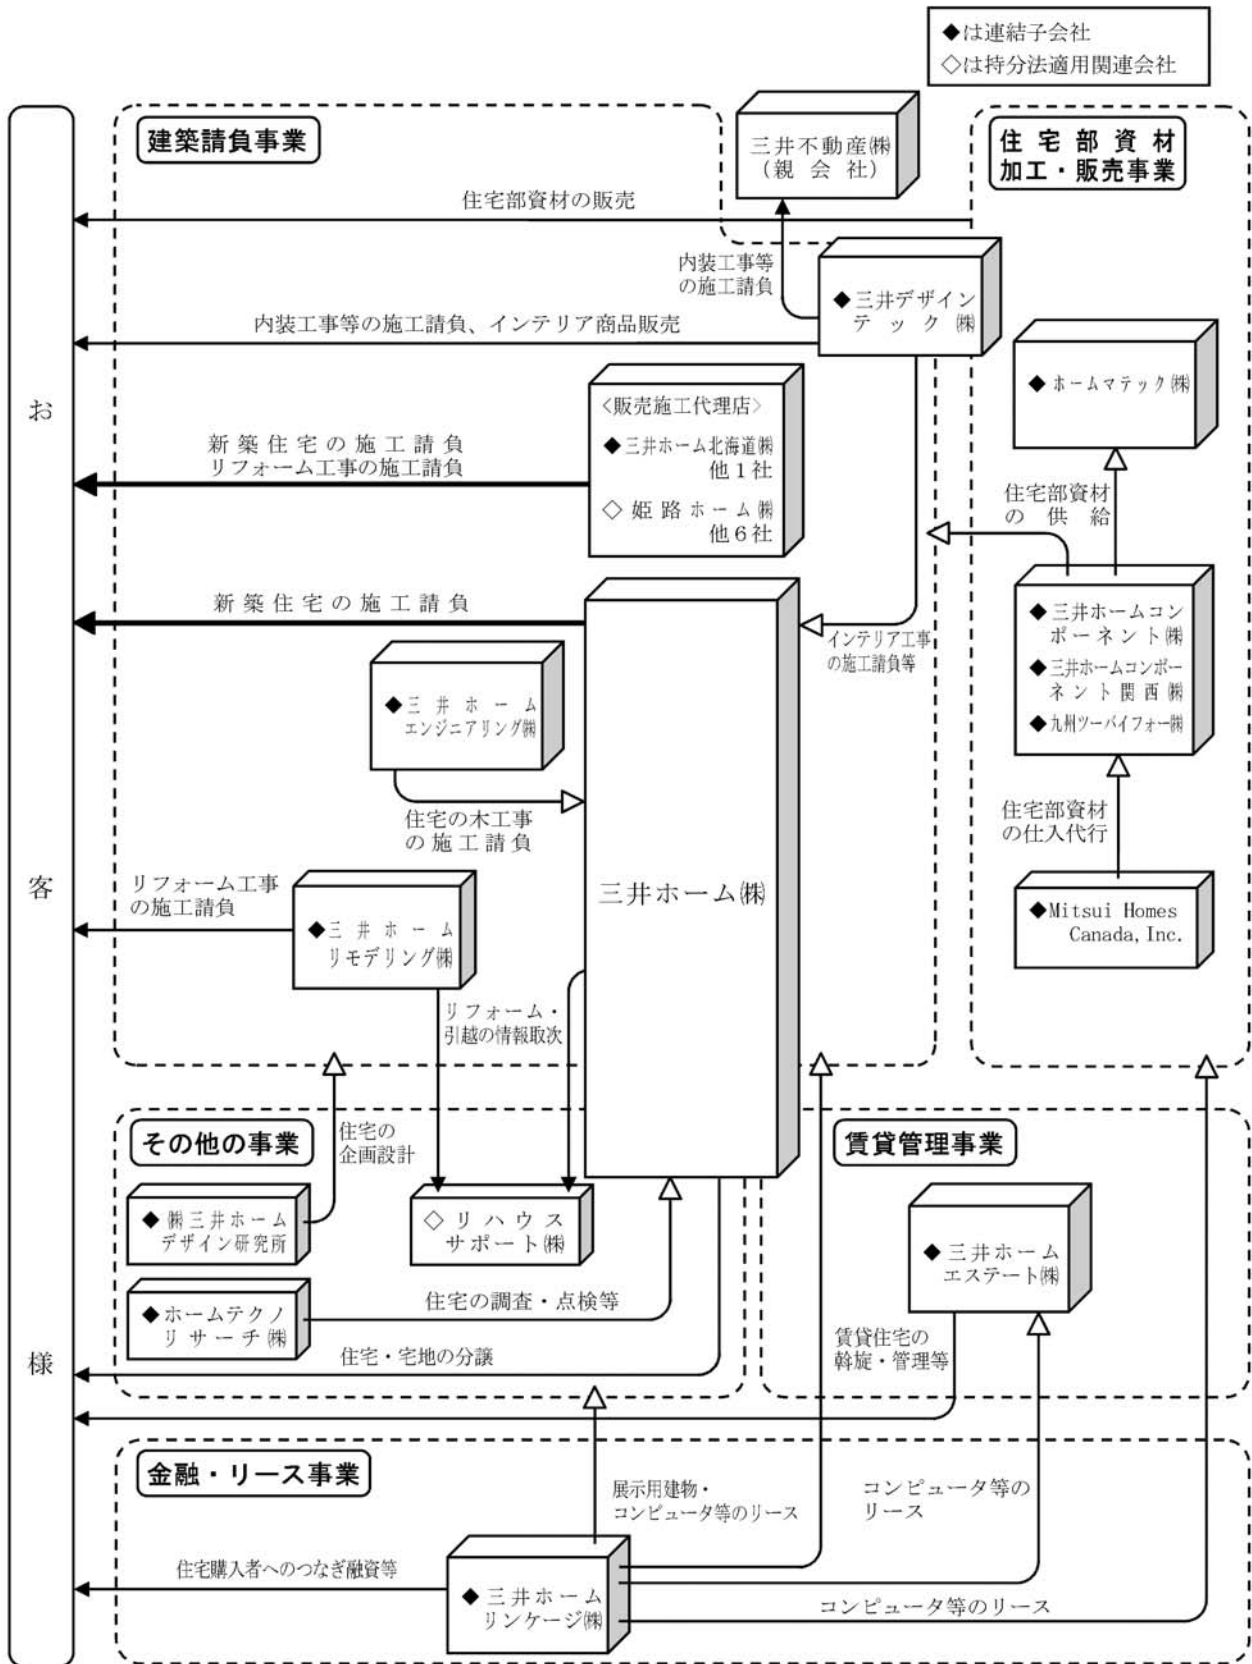 ◆は連結子会社
◇は持分法適用関連会社
お
客
様
建築請負事業
三井不動産㈱
（親会社）
住宅部資材
加工・販売事業
住宅部資材の販売
内装工事等
の施工請負
◆三井デザイン
テック㈱
内装工事等の施工請負、インテリア商品販売
◆ホームマテック㈱
<販売施工代理店>
◆三井ホーム北海道㈱
他１社
◇姫路ホーム㈱
他６社
新築住宅の施工請負
リフォーム工事の施工請負
住宅部資材
の供給
新築住宅の施工請負
インテリア工事
の施工請負等
◆三井ホームコン
ポーネント㈱
◆三井ホームコンポー
ネント関西㈱
◆九州ツーバイフォー㈱
◆三井ホーム
エンジニアリング㈱
住宅の木工事
の施工請負
三井ホーム㈱
住宅部資材
の仕入代行
◆Mitsui Homes
Canada,Inc.
リフォーム工事
の施工請負
◆三井ホーム
リモデリング㈱
リフォーム・
引越の情報取次
その他の事業
住宅の
企画設計
賃貸管理事業
◆㈱三井ホーム
デザイン研究所
◇リハウス
サポート㈱
◆三井ホーム
エステート㈱
◆ホームテクノ
リサーチ㈱
住宅の調査・点検等
賃貸住宅の
斡旋・管理等
住宅・宅地の分譲
金融・リース事業
展示用建物・
コンピュータ等のリース
コンピュータ等の
リース
住宅購入者へのつなぎ融資等
◆三井ホーム
リンケージ㈱
コンピュータ等のリース